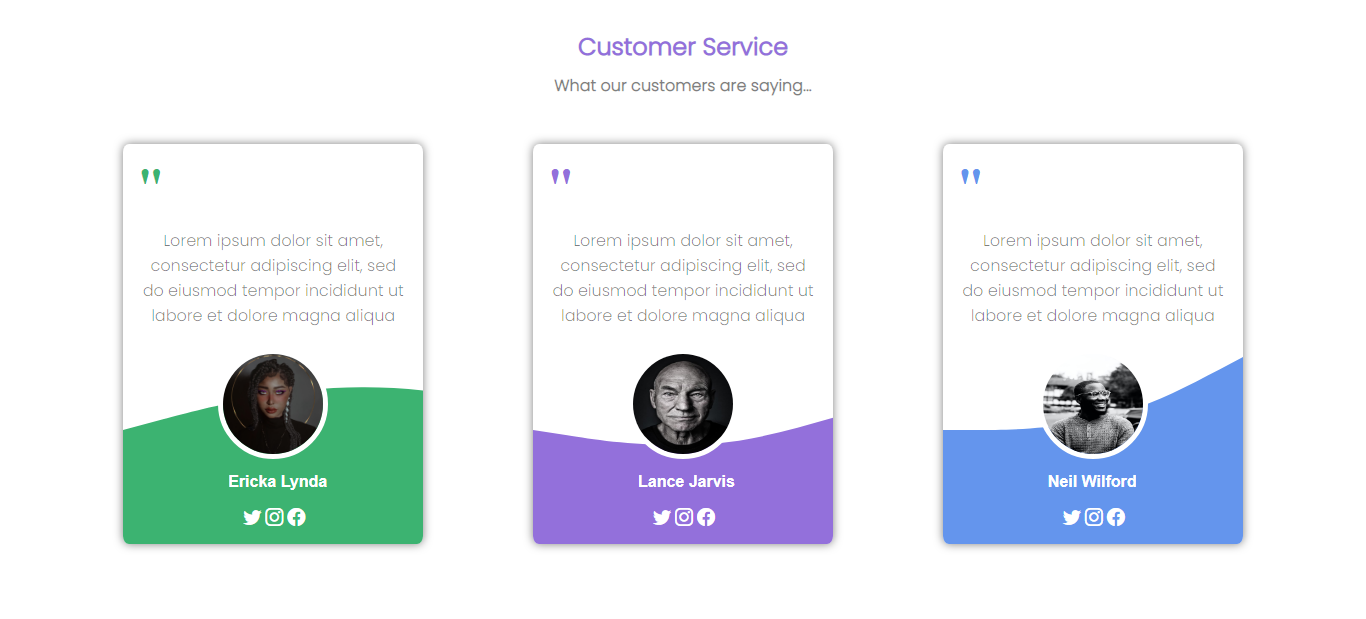 Customer Service
What our customers are saying...
"
Lorem ipsum dolor sit amet,
consectetur adipiscing elit, sed
do eiusmod tempor incididunt ut
labore et dolore magna aliqua
Ericka Lynda
"
Lorem ipsum dolor sit amet,
consectetur adipiscing elit, sed
do eiusmod tempor incididunt ut
labore et dolore magna aliqua
Lance Jarvis
"
Lorem ipsum dolor sit amet,
consectetur adipiscing elit, sed
do eiusmod tempor incididunt ut
labore et dolore magna aliqua
Neil Wilford